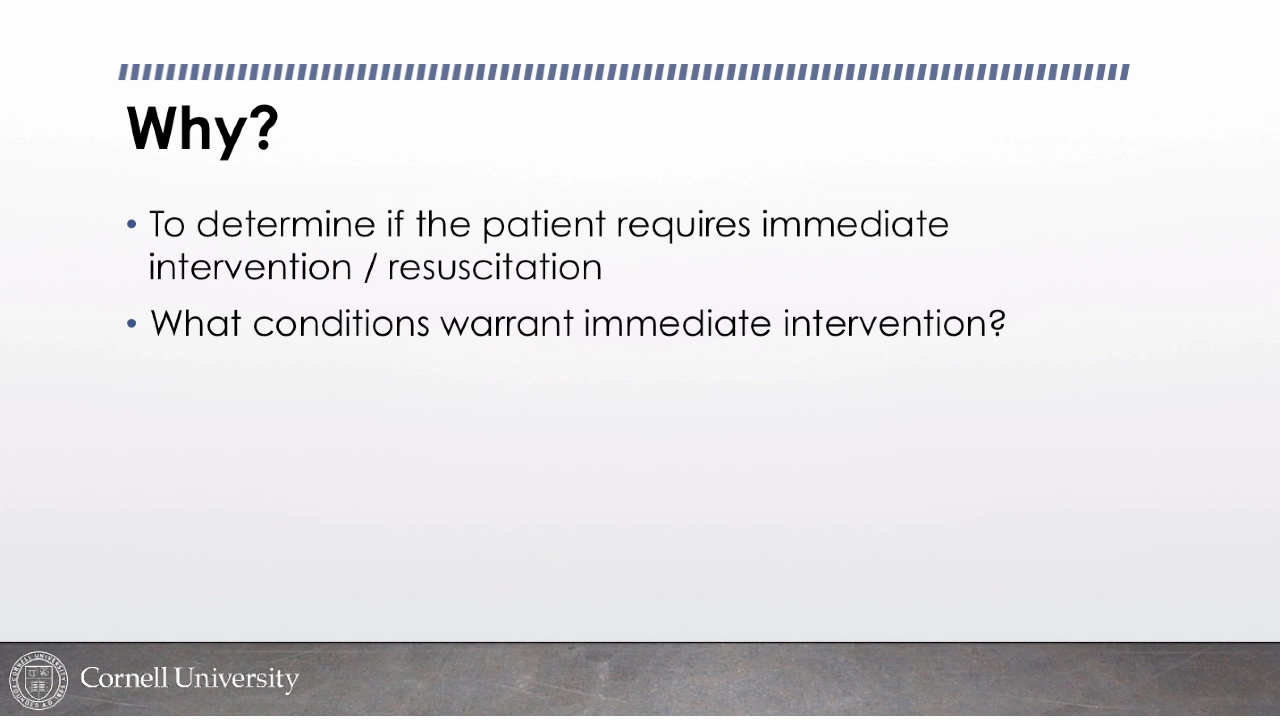 Why?
• To determine if the patient requires immediate
intervention / resuscitation
• What conditions warrant immediate intervention?
Cornell University